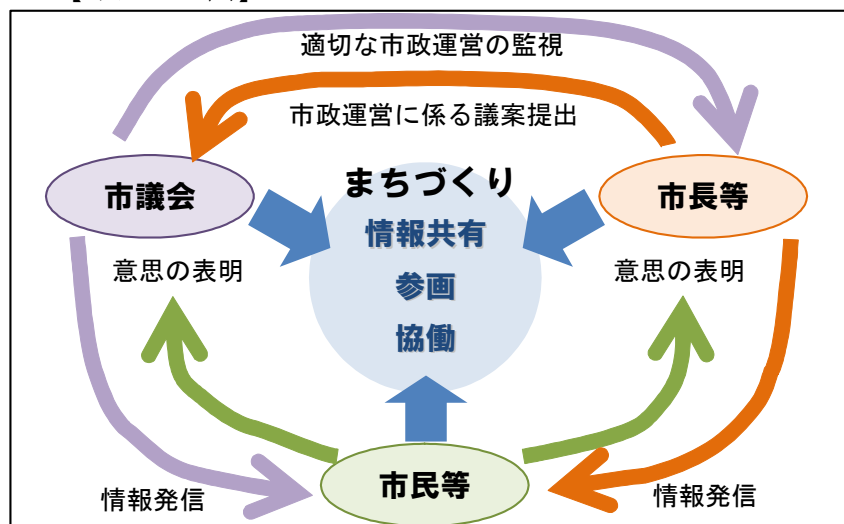 適切な市政運営の監視
市政運営に係る議案提出
市議会
まちづくり
市長等
情報共有
参画
協働
意思の表明
意思の表明
市民等
情報発信
情報発信